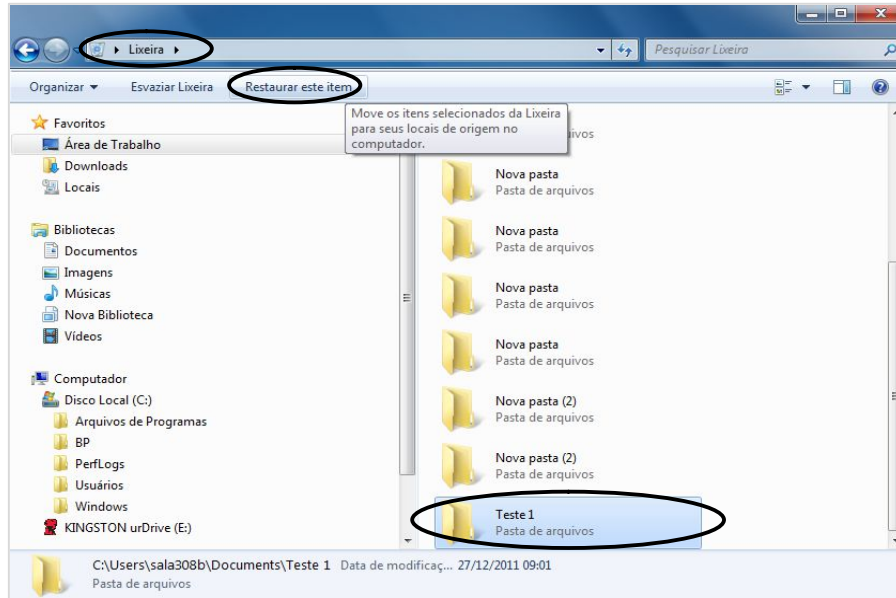 Lixeira
Pesquisar Lixeira
Organizar
Esvaziar Lixeira
Restaurar este item
Move os itens selecionados da Lixeira
para seus locais de origem no
computador.
Favoritos
Área de Trabalho
Downloads
Locais
Bibliotecas
Documentos
Imagens
Músicas
Nova Biblioteca
Vídeos
Computador
Disco Local (C:)
Arquivos de Programas
BP
PerfLogs
Usuários
Windows
KINGSTON urDrive (E:)
Nova pasta
Pasta de arquivos
Nova pasta
Pasta de arquivos
Nova pasta
Pasta de arquivos
Nova pasta
Pasta de arquivos
Nova pasta (2)
Pasta de arquivos
Nova pasta (2)
Pasta de arquivos
Teste 1
Pasta de arquivos
C:\Users\sala308b\Documents\Teste 1 Data de modificaç... 27/12/2011 09:01
Pasta de arquivos